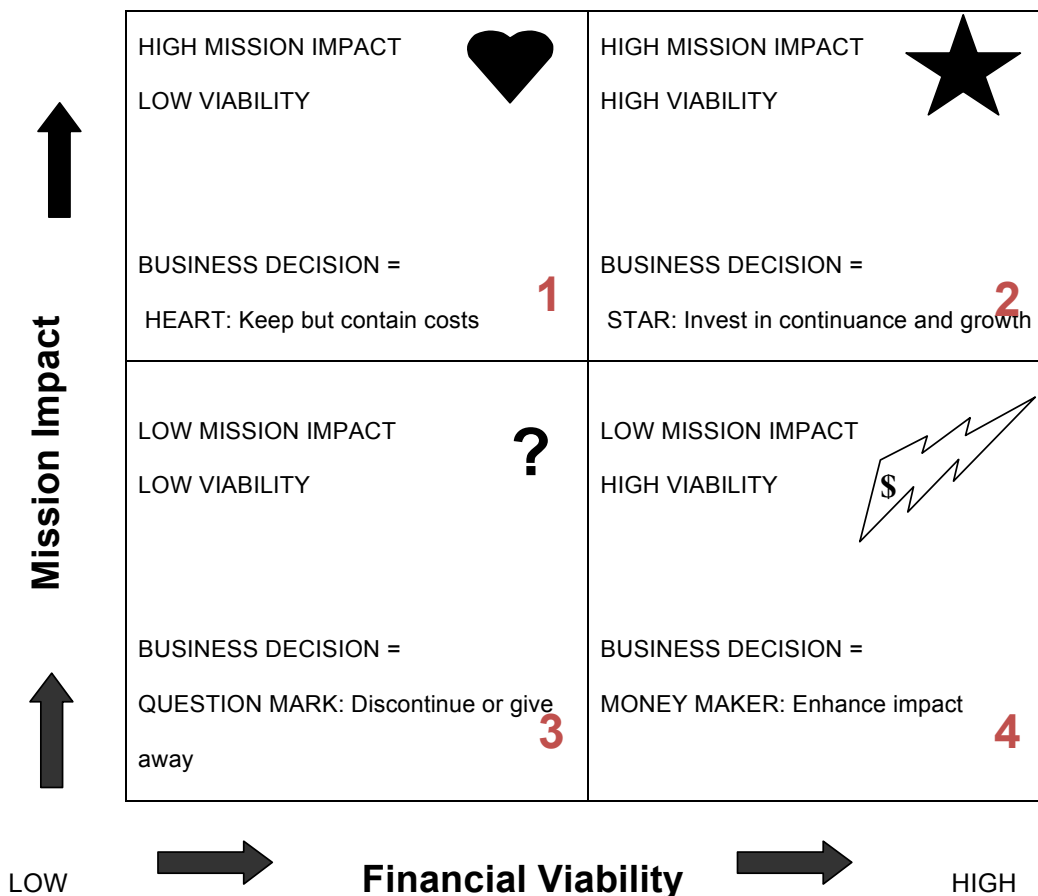 HIGH MISSION IMPACT
LOW VIABILITY
BUSINESS DECISION =
HEART: Keep but contain costs
1
HIGH MISSION IMPACT
HIGH VIABILITY
BUSINESS DECISION =
STAR: Invest in continuance and growth
2
Mission Impact
LOW MISSION IMPACT
LOW VIABILITY
?
BUSINESS DECISION =
QUESTION MARK: Discontinue or give
away
3
LOW MISSION IMPACT
HIGH VIABILITY
$
BUSINESS DECISION =
MONEY MAKER: Enhance impact
4
LOW
Financial Viability
HIGH